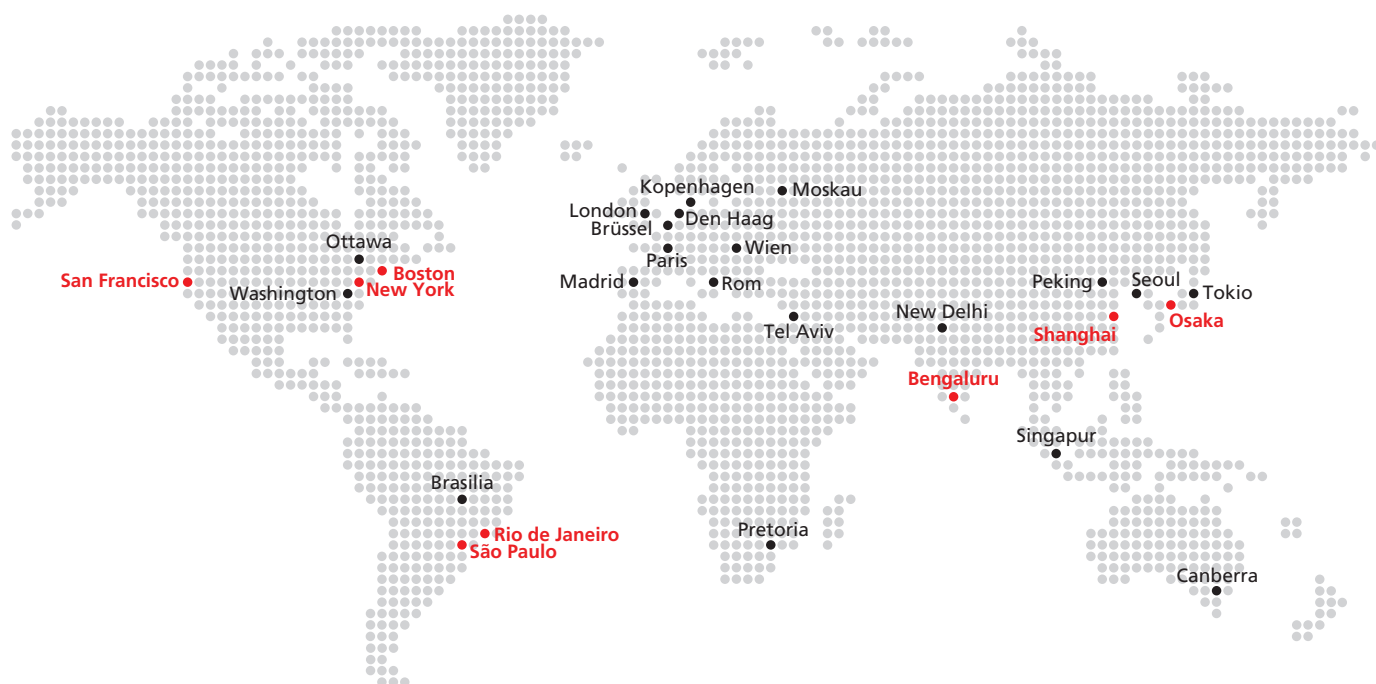 Kopenhagen
Moskau
London
Den Haag
Brüssel
Ottawa
Wien
Paris
Boston
San Francisco
New York
Washington
Madrid
Rom
Peking
Seoul
Tokio
New Delhi
Osaka
Tel Aviv
Shanghai
Bengaluru
Singapur
Brasilia
Rio de Janeiro
São Paulo
Pretoria
Canberra